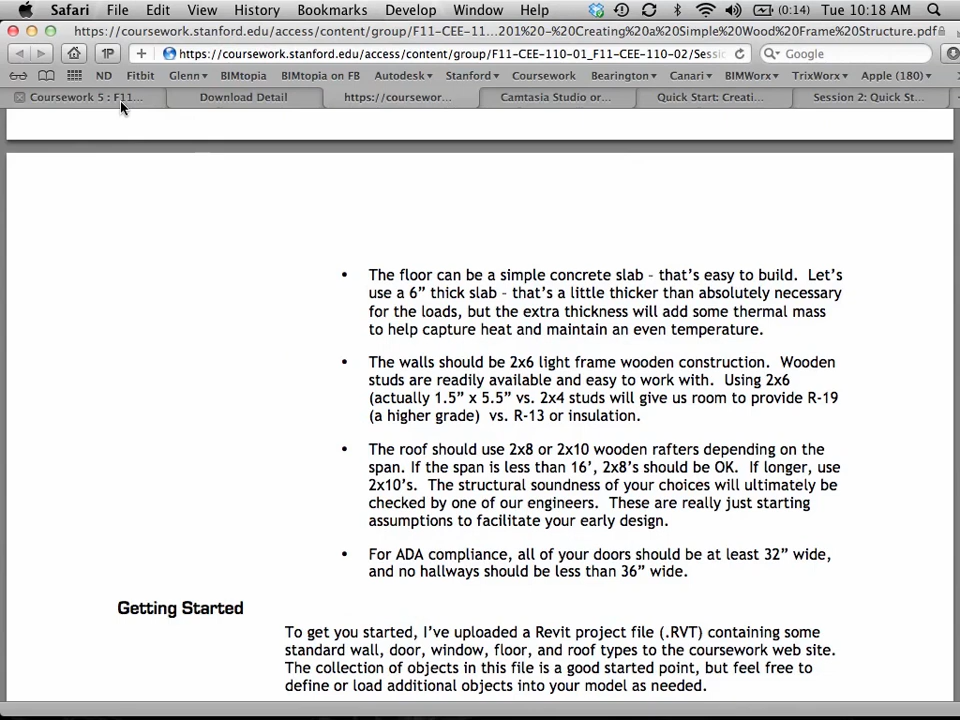 Safari File Edit View History Bookmarks Develop Window Help (0:14) Tue 10:18 AM
https://coursework.stanford.edu/access/content/group/F11-CEE-11...201%20-%20Creating%20a%20Simple%20Wood%20Frame%20Structure.pdf
https://coursework.stanford.edu/access/content/group/F11-CEE-110-01_F11-CEE-110-02/Sessi Google
ND Fitbit Glenn BIMtopia BIMtopia on FB Autodesk Stanford Coursework Bearington Canari BIMWorx TrixWorx Apple (180)
Coursework 5 : F11... Download Detail https://coursewor... Camtasia Studio or... Quick Start: Creati... Session 2: Quick St...
• The floor can be a simple concrete slab – that's easy to build. Let's
use a 6” thick slab – that's a little thicker than absolutely necessary
for the loads, but the extra thickness will add some thermal mass
to help capture heat and maintain an even temperature.
• The walls should be 2x6 light frame wooden construction. Wooden
studs are readily available and easy to work with. Using 2x6
(actually 1.5” x 5.5” vs. 2x4 studs will give us room to provide R-19
(a higher grade) vs. R-13 or insulation.
• The roof should use 2x8 or 2x10 wooden rafters depending on the
span. If the span is less than 16', 2x8's should be OK. If longer, use
2x10's. The structural soundness of your choices will ultimately be
checked by one of our engineers. These are really just starting
assumptions to facilitate your early design.
• For ADA compliance, all of your doors should be at least 32” wide,
and no hallways should be less than 36” wide.
Getting Started
To get you started, I've uploaded a Revit project file (.RVT) containing some
standard wall, door, window, floor, and roof types to the coursework web site.
The collection of objects in this file is a good started point, but feel free to
define or load additional objects into your model as needed.